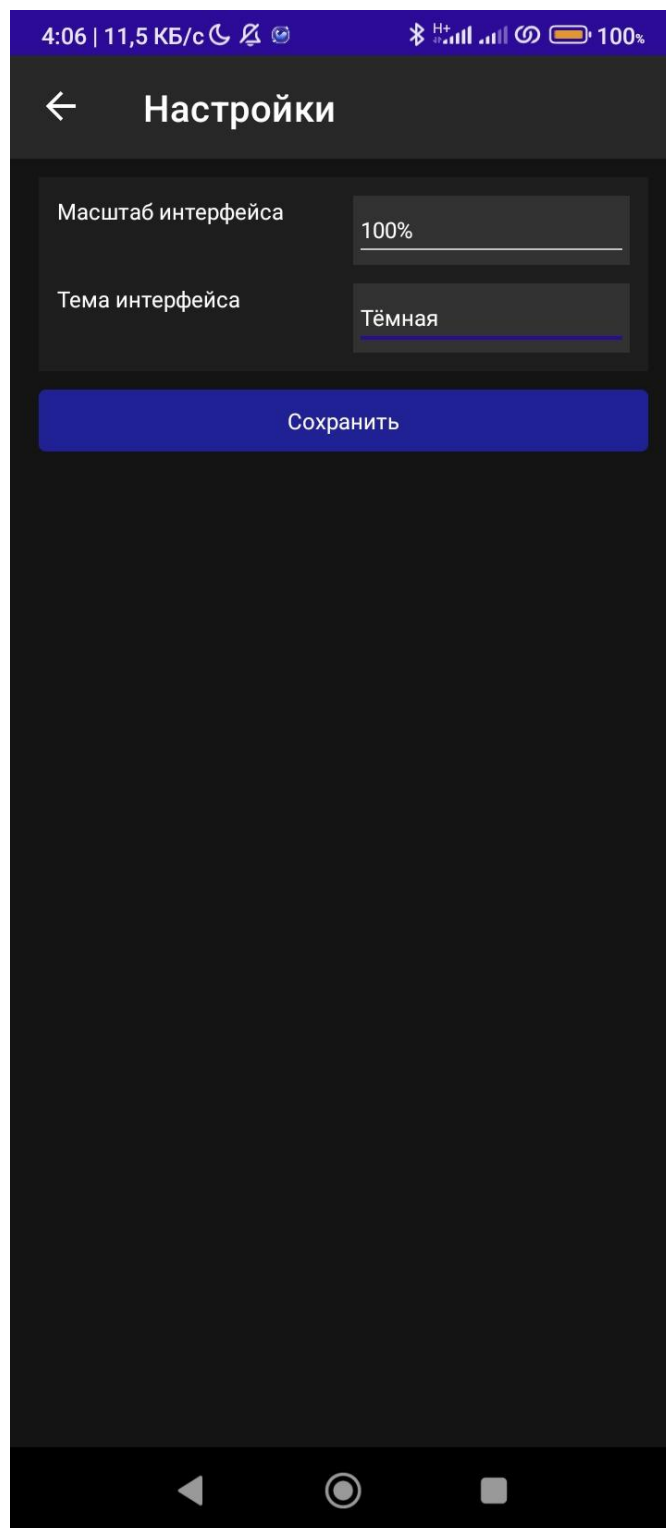 4:06 | 11,5 КБ/с H+ 100%
Настройки
Масштаб интерфейса
100%
Тема интерфейса
Тёмная
Сохранить